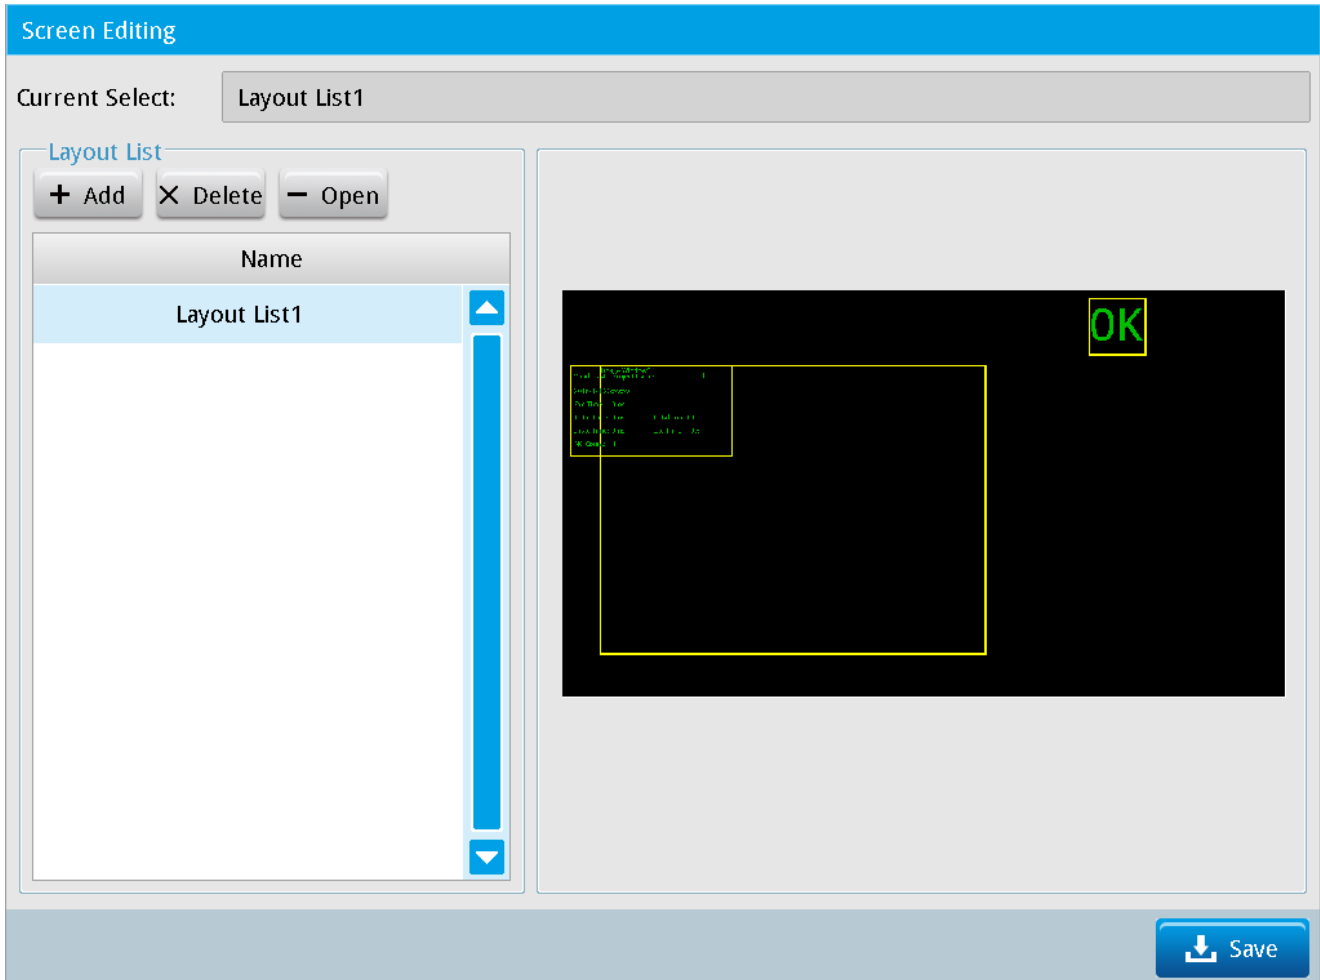 Screen Editing
Current Select: Layout List1
Layout List
+ Add × Delete − Open
Name
Layout List1
OK
Save